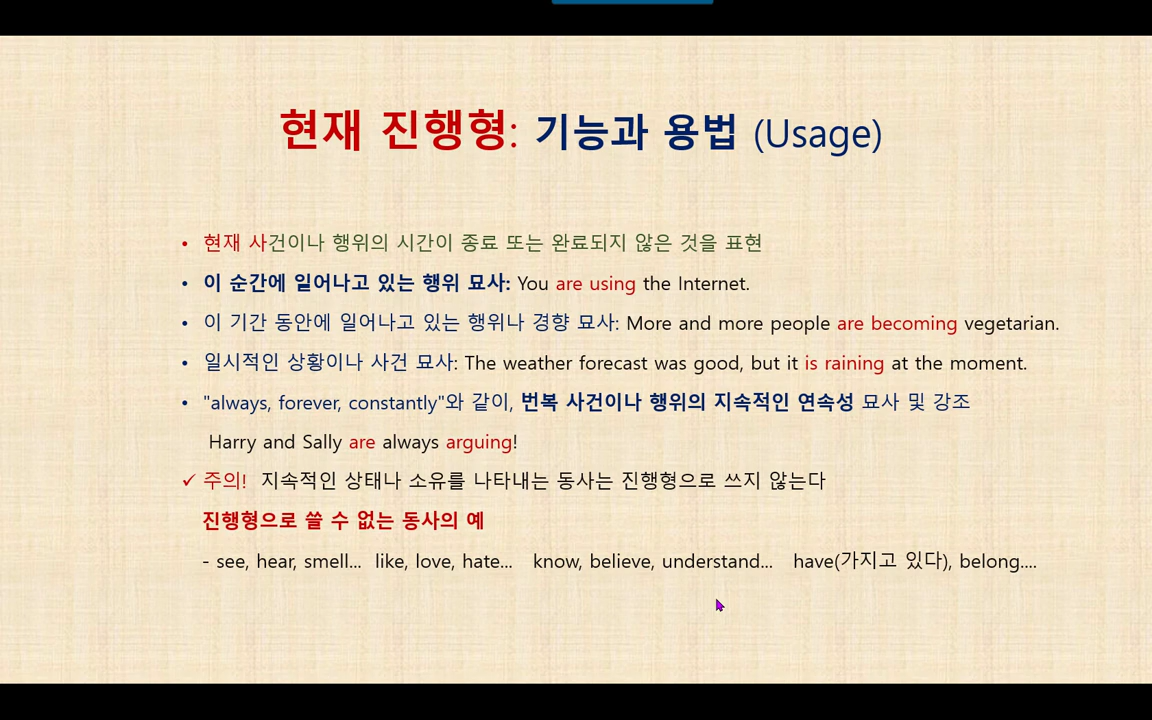 현재 진행형: 기능과 용법 (Usage)
• 현재 사건이나 행위의 시간이 종료 또는 완료되지 않은 것을 표현
• 이 순간에 일어나고 있는 행위 묘사: You are using the Internet.
• 이 기간 동안에 일어나고 있는 행위나 경향 묘사: More and more people are becoming vegetarian.
• 일시적인 상황이나 사건 묘사: The weather forecast was good, but it is raining at the moment.
• "always, forever, constantly"와 같이, 번복 사건이나 행위의 지속적인 연속성 묘사 및 강조
Harry and Sally are always arguing!
✓ 주의! 지속적인 상태나 소유를 나타내는 동사는 진행형으로 쓰지 않는다
진행형으로 쓸 수 없는 동사의 예
- see, hear, smell... like, love, hate... know, believe, understand... have(가지고 있다), belong....